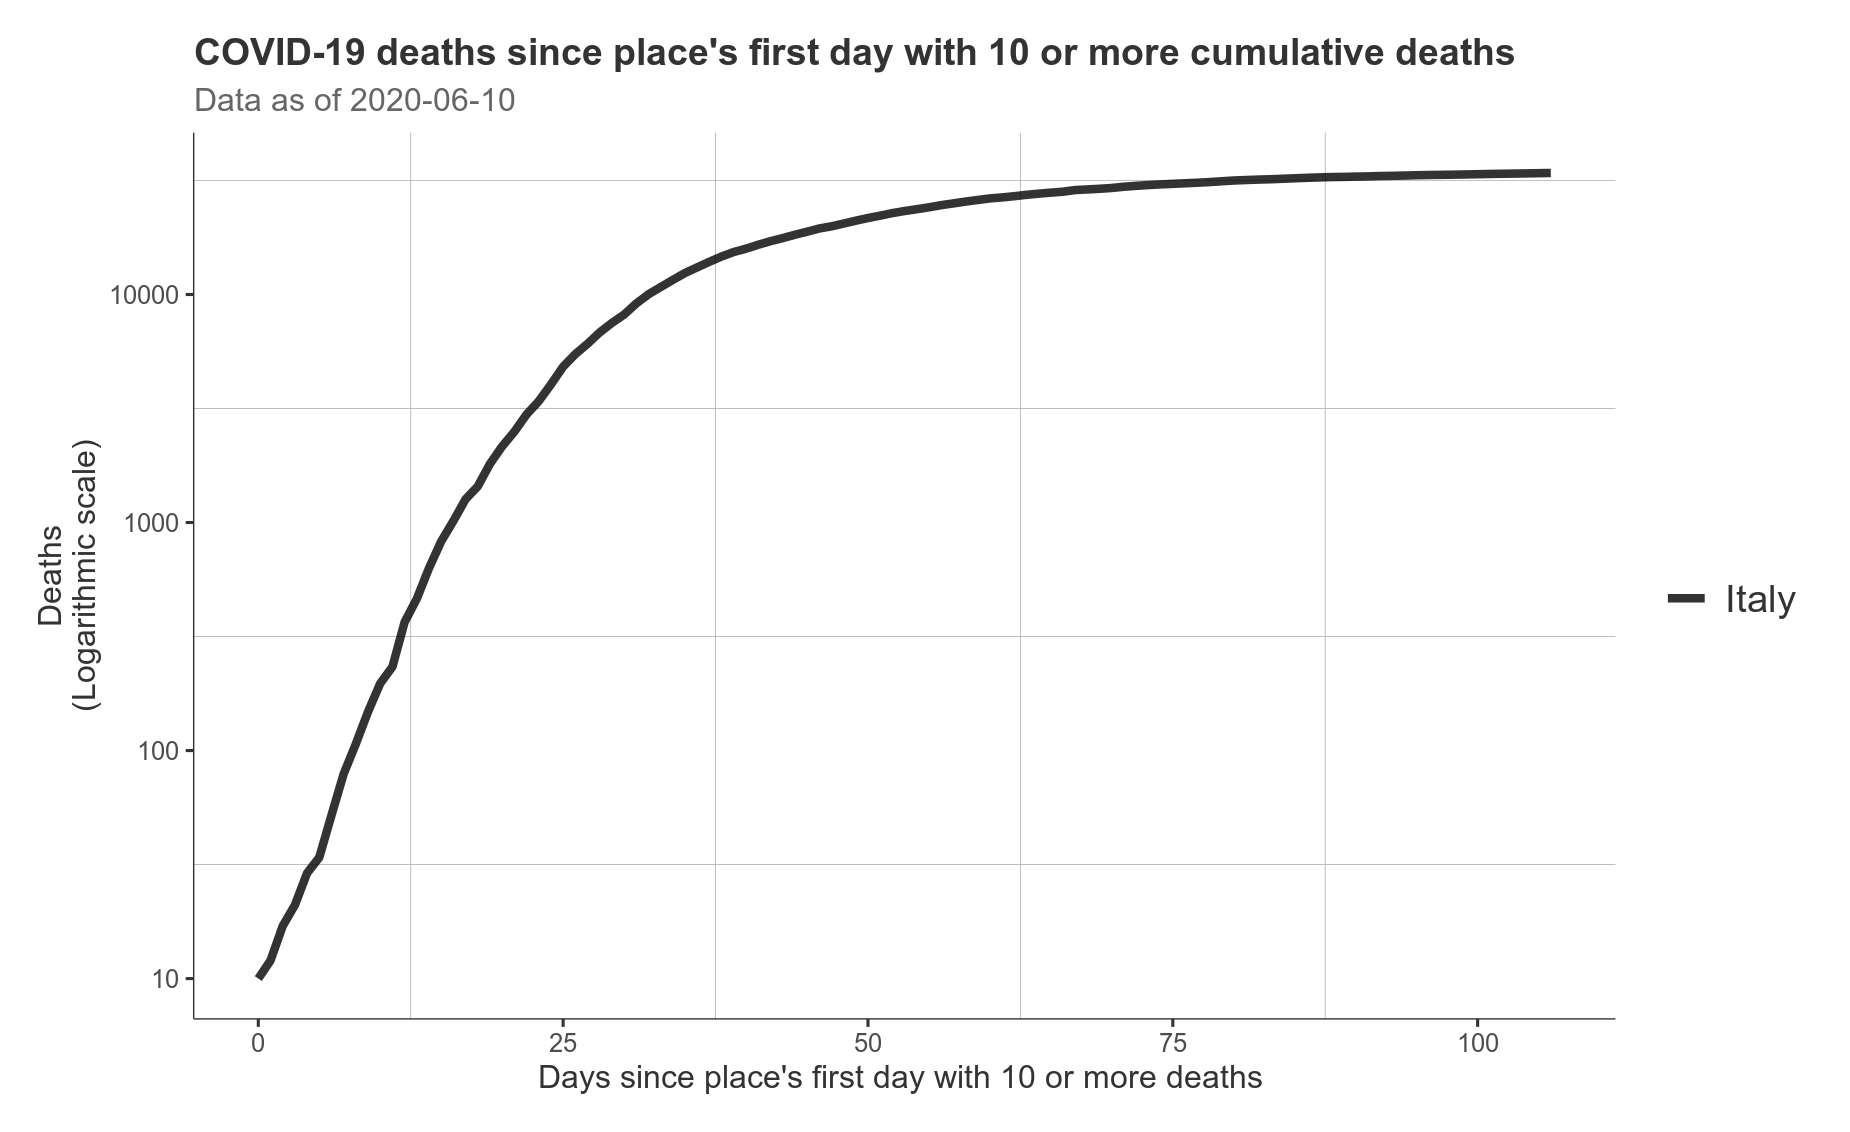 COVID-19 deaths since place's first day with 10 or more cumulative deaths
Data as of 2020-06-10
Deaths
(Logarithmic scale)
10000
1000
100
10
0
25
50
75
100
Days since place's first day with 10 or more deaths
Italy